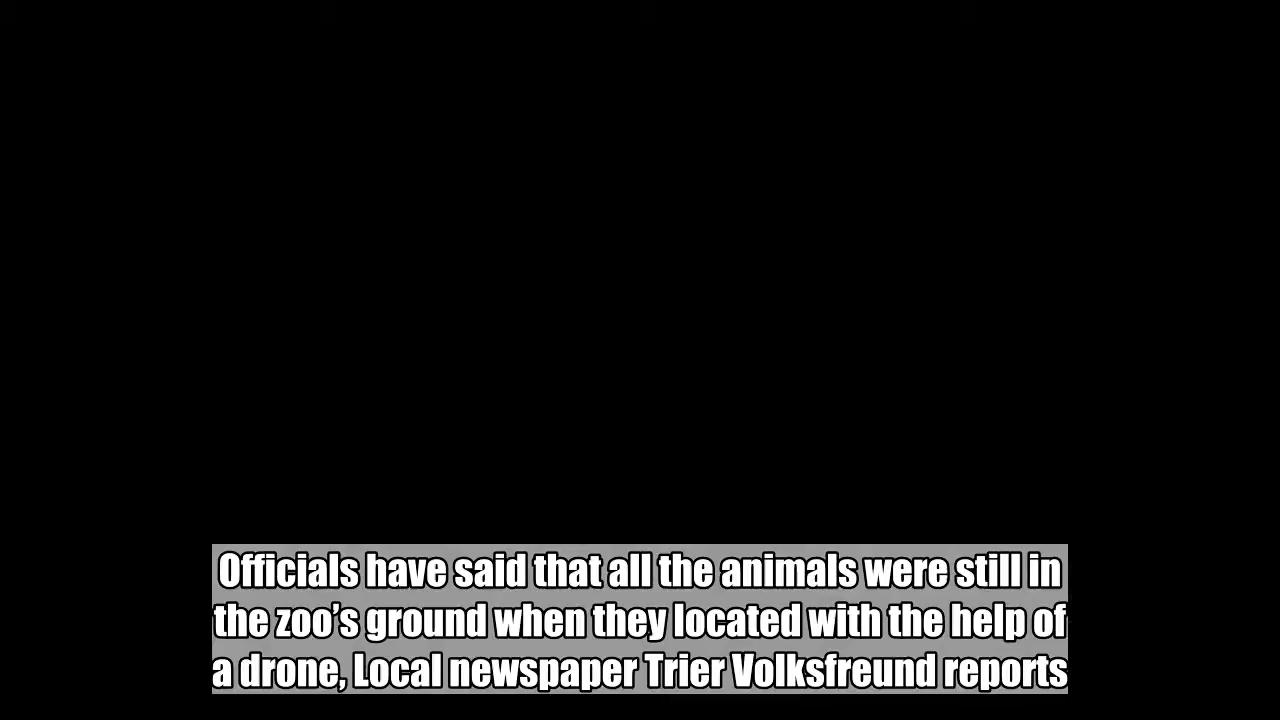 Officials have said that all the animals were still in
the zoo’s ground when they located with the help of
a drone, Local newspaper Trier Volksfreund reports